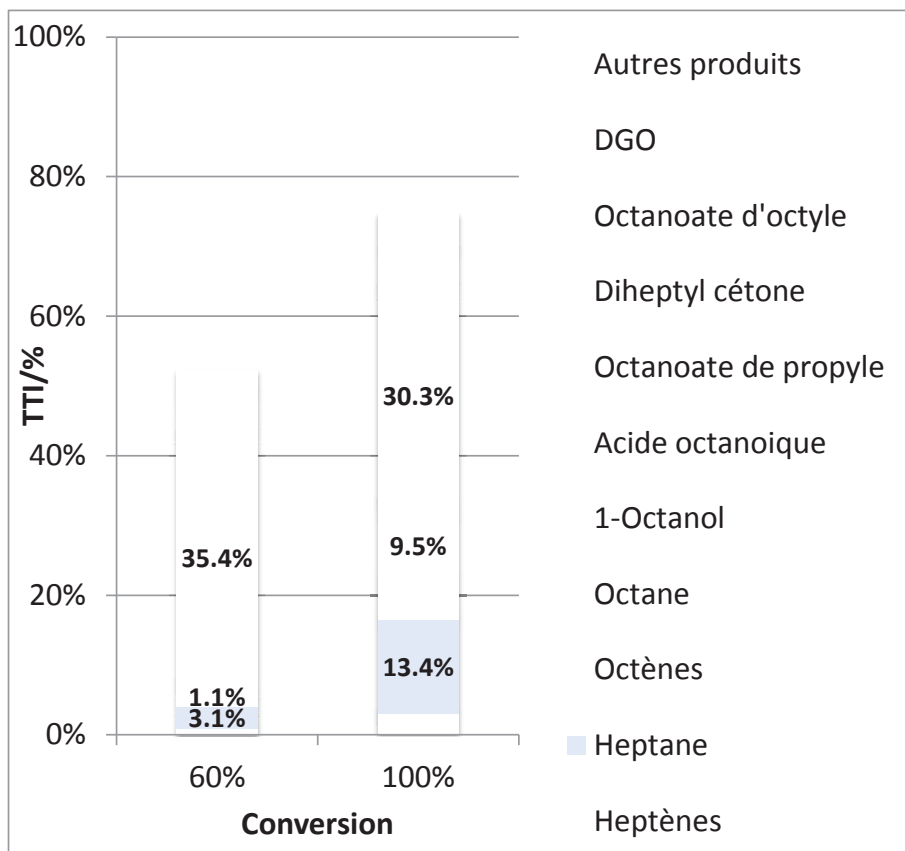 100%
80%
60%
40%
20%
0%
TTI/%
35.4%
1.1%
3.1%
30.3%
9.5%
13.4%
60%
100%
Conversion
Autres produits
DGO
Octanoate d'octyle
Diheptyl cétone
Octanoate de propyle
Acide octanoique
1-Octanol
Octane
Octènes
Heptane
Heptènes